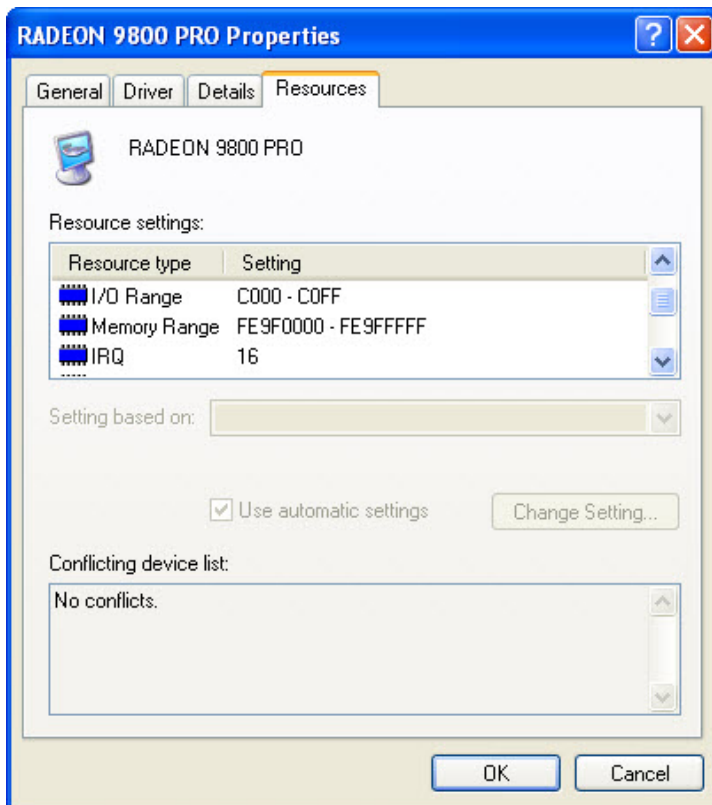 RADEON 9800 PRO Properties
General Driver Details Resources
RADEON 9800 PRO
Resource settings:
Resource type Setting
I/O Range C000 - C0FF
Memory Range FE9F0000 - FE9FFFFF
IRQ 16
Setting based on:
Use automatic settings Change Setting...
Conflicting device list:
No conflicts.
OK Cancel